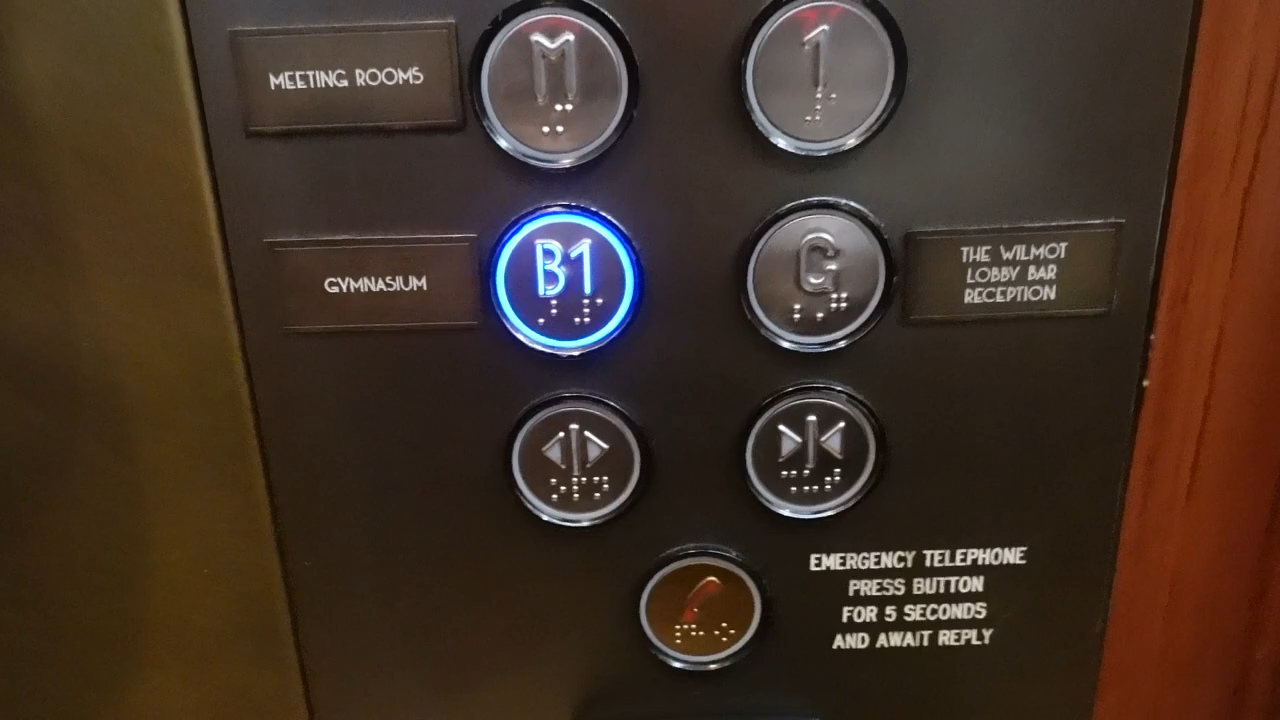 MEETING ROOMS
M
1
GYMNASIUM
B1
G
THE WILMOT
LOBBY BAR
RECEPTION
EMERGENCY TELEPHONE
PRESS BUTTON
FOR 5 SECONDS
AND AWAIT REPLY